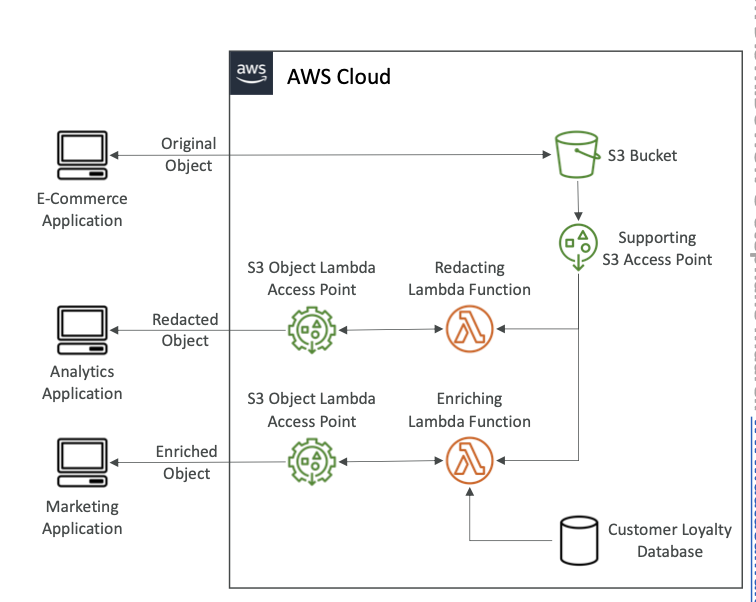 aws
AWS Cloud
Original
Object
S3 Bucket
E-Commerce
Application
Supporting
S3 Access Point
S3 Object Lambda
Access Point
Redacting
Lambda Function
Redacted
Object
Analytics
Application
S3 Object Lambda
Access Point
Enriching
Lambda Function
Enriched
Object
Marketing
Application
Customer Loyalty
Database